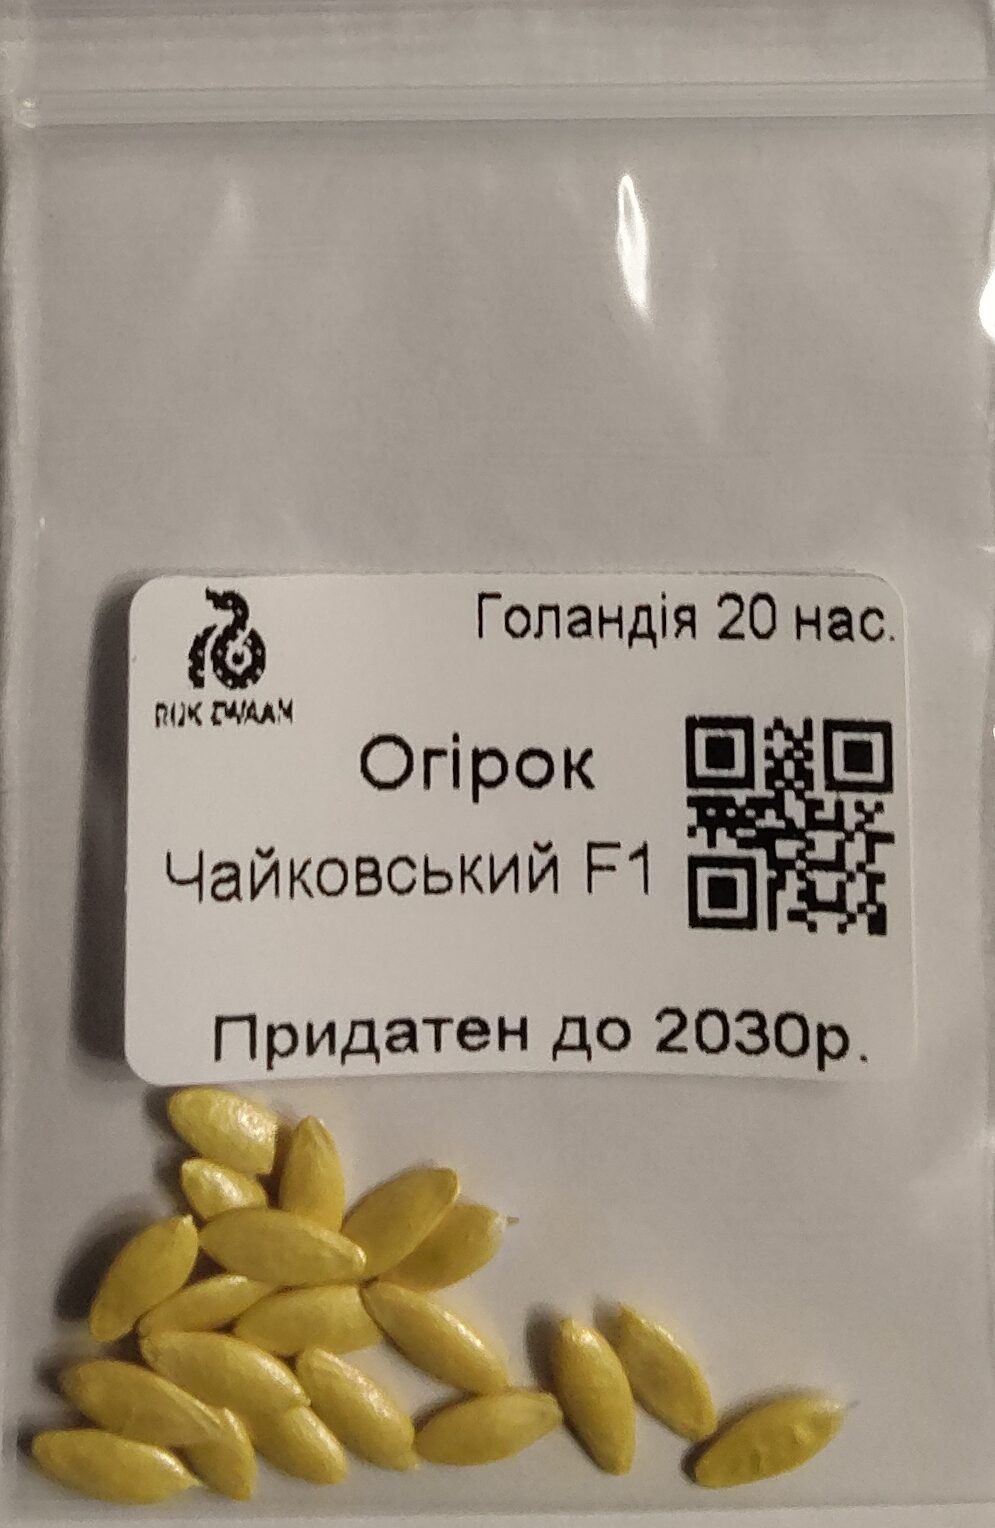 Голандія 20 нас.
RIJK ZWAAN
Огірок
Чайковський F1
Придатен до 2030р.